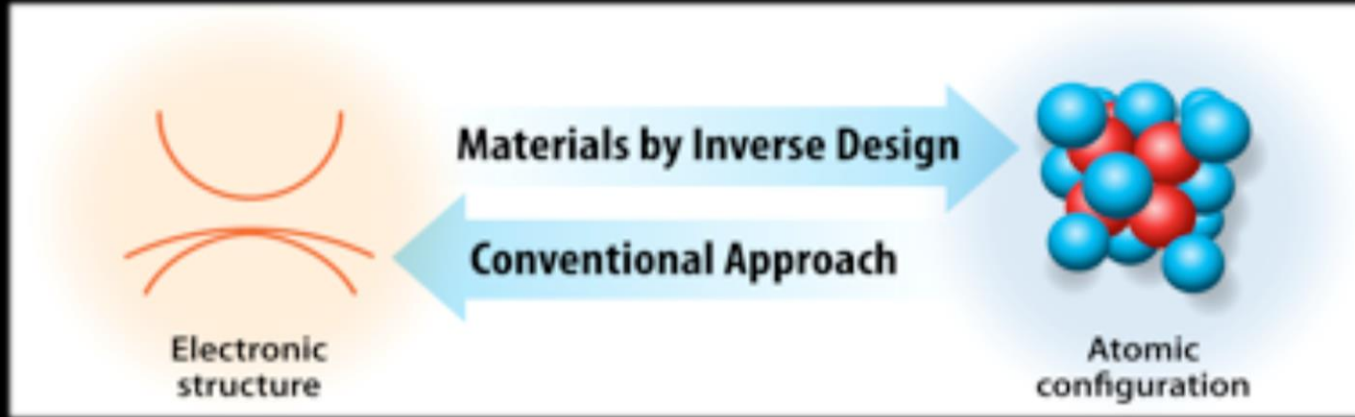 Materials by Inverse Design
Conventional Approach
Electronic
structure
Atomic
configuration